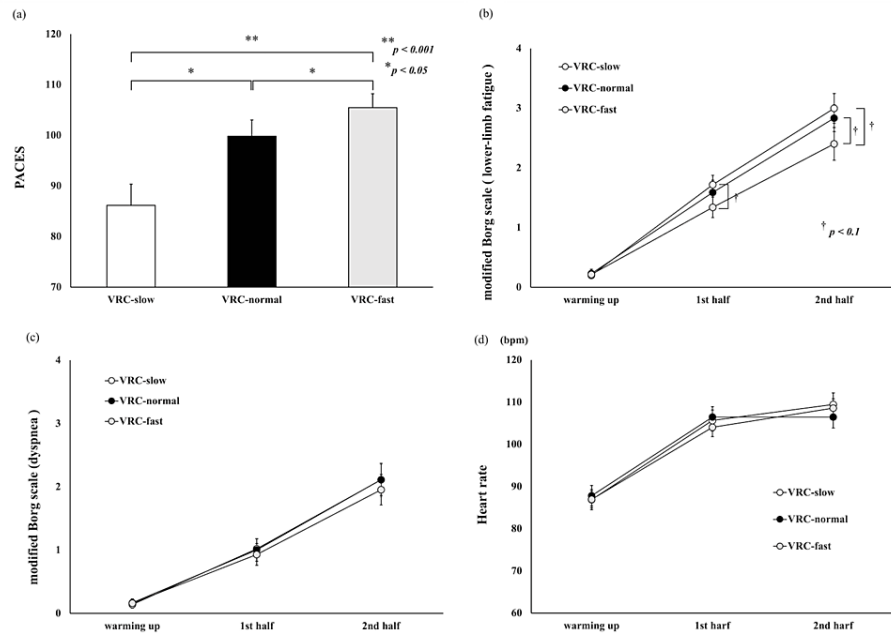 (a)
120
110
100
90
80
70
PACES
**
*
*
** p < 0.001
* p < 0.05
VRC-slow
VRC-normal
VRC-fast
(b)
4
3
2
1
0
modified Borg scale ( lower-limb fatigue )
VRC-slow
VRC-normal
VRC-fast
†
†
†
† p < 0.1
warming up
1st half
2nd half
(c)
4
3
2
1
0
modified Borg scale (dyspnea )
VRC-slow
VRC-normal
VRC-fast
warming up
1st half
2nd half
(d) (bpm)
120
110
100
90
80
70
60
Heart rate
VRC-slow
VRC-normal
VRC-fast
warming up
1st harf
2nd harf